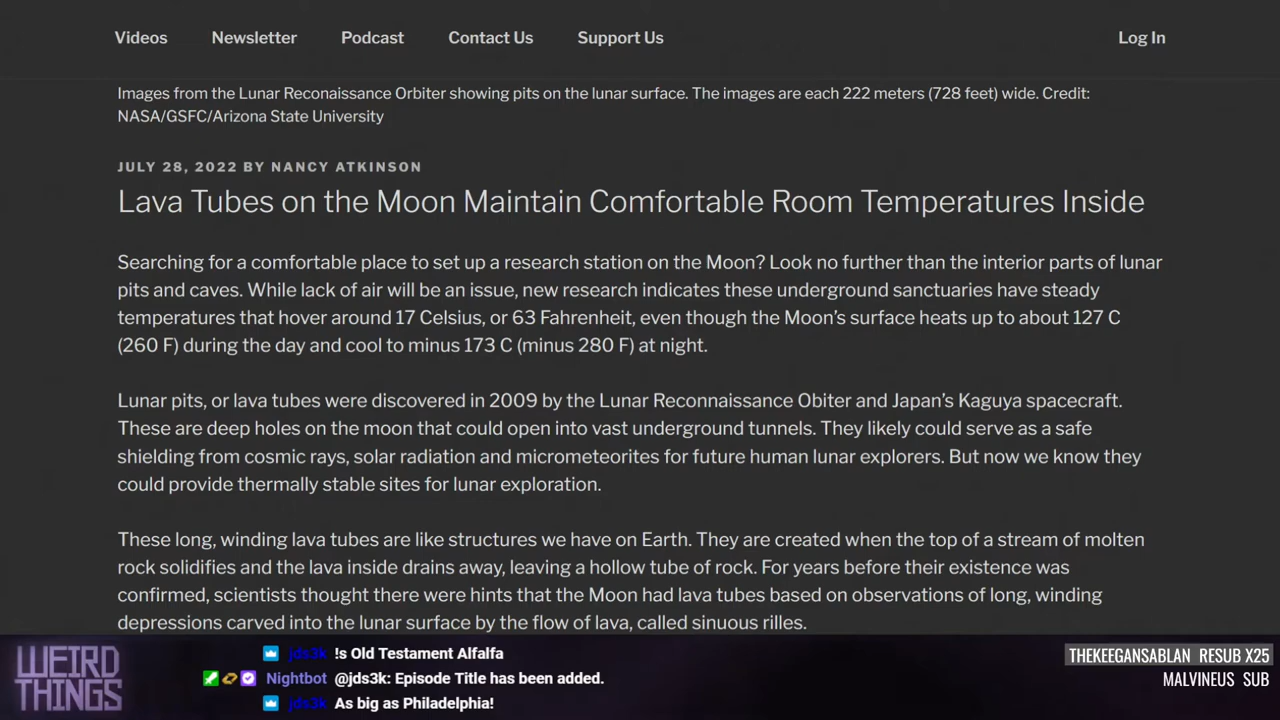 Videos Newsletter Podcast Contact Us Support Us Log In
Images from the Lunar Reconaissance Orbiter showing pits on the lunar surface. The images are each 222 meters (728 feet) wide. Credit:
NASA/GSFC/Arizona State University
JULY 28, 2022 BY NANCY ATKINSON
Lava Tubes on the Moon Maintain Comfortable Room Temperatures Inside
Searching for a comfortable place to set up a research station on the Moon? Look no further than the interior parts of lunar
pits and caves. While lack of air will be an issue, new research indicates these underground sanctuaries have steady
temperatures that hover around 17 Celsius, or 63 Fahrenheit, even though the Moon's surface heats up to about 127 C
(260 F) during the day and cool to minus 173 C (minus 280 F) at night.
Lunar pits, or lava tubes were discovered in 2009 by the Lunar Reconnaissance Obiter and Japan's Kaguya spacecraft.
These are deep holes on the moon that could open into vast underground tunnels. They likely could serve as a safe
shielding from cosmic rays, solar radiation and micrometeorites for future human lunar explorers. But now we know they
could provide thermally stable sites for lunar exploration.
These long, winding lava tubes are like structures we have on Earth. They are created when the top of a stream of molten
rock solidifies and the lava inside drains away, leaving a hollow tube of rock. For years before their existence was
confirmed, scientists thought there were hints that the Moon had lava tubes based on observations of long, winding
depressions carved into the lunar surface by the flow of lava, called sinuous rilles.
WEIRD
THINGS
jds3k !s Old Testament Alfalfa
Nightbot @jds3k: Episode Title has been added.
jds3k As big as Philadelphia!
THEKEEGANSABLAN RESUB X25
MALVINEUS SUB